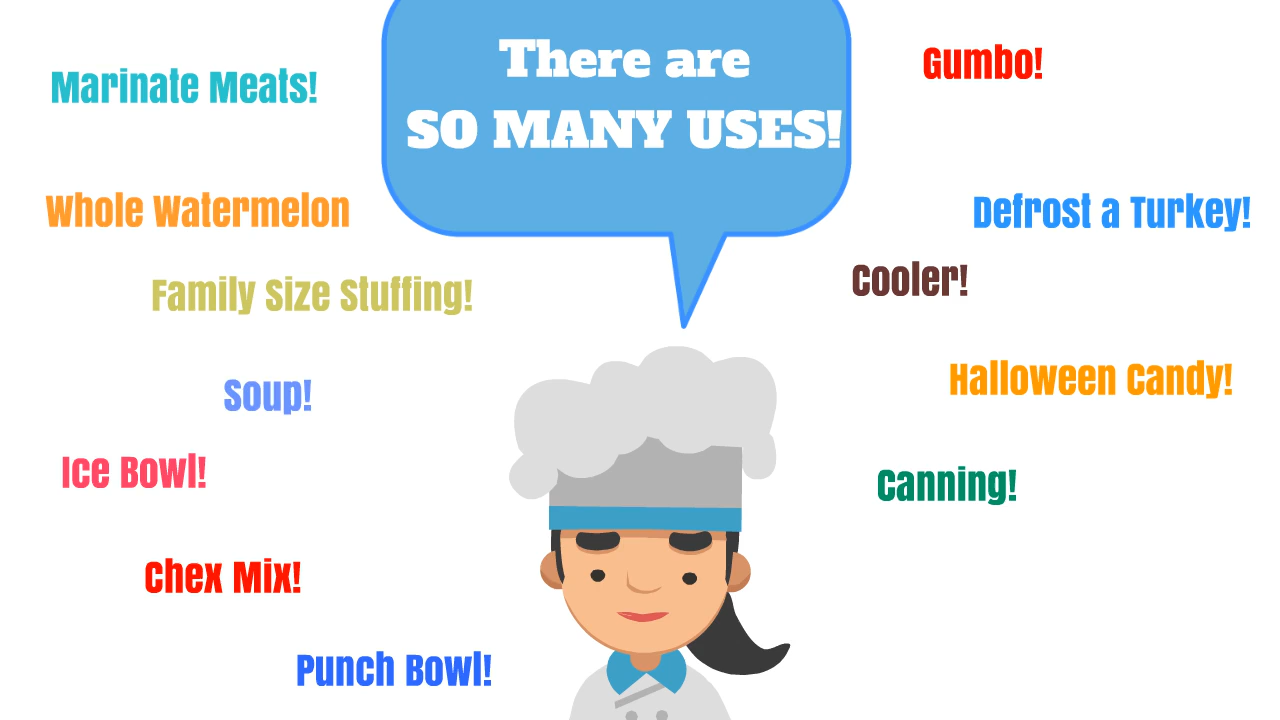 There are
SO MANY USES!
Marinate Meats!
Whole Watermelon
Family Size Stuffing!
Soup!
Ice Bowl!
Chex Mix!
Punch Bowl!
Gumbo!
Defrost a Turkey!
Cooler!
Halloween Candy!
Canning!